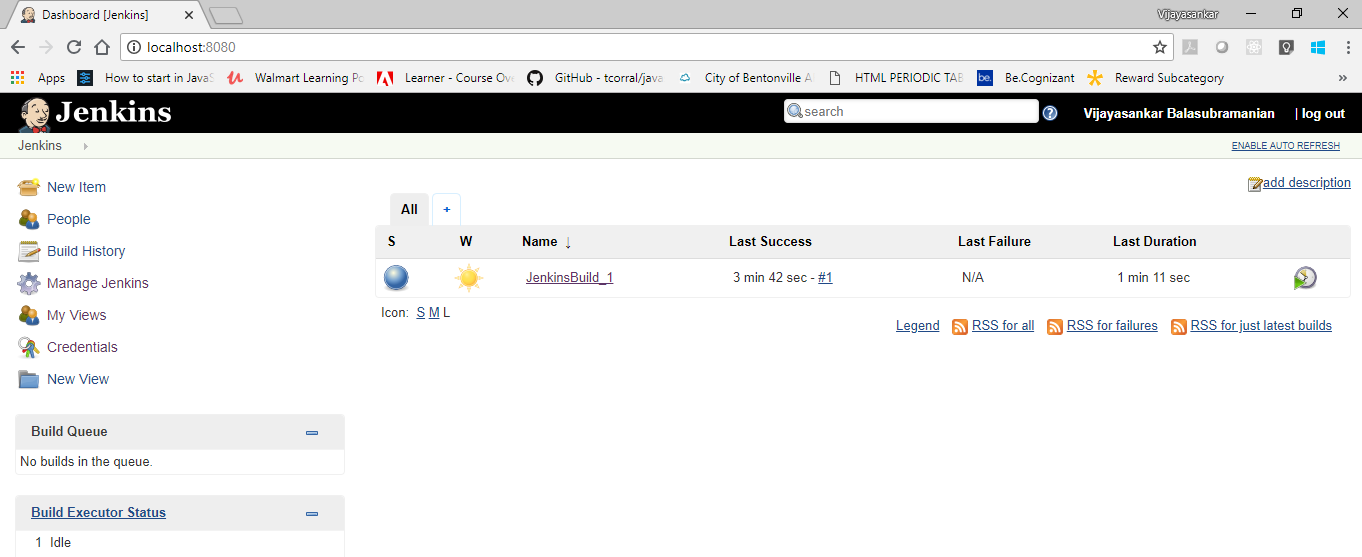 Dashboard [Jenkins]
Vijayasankar
localhost:8080
Apps How to start in JavaS Walmart Learning Po Learner - Course Ove GitHub - tcorral/java City of Bentonville A HTML PERIODIC TAB be. Be.Cognizant Reward Subcategory »
Jenkins search ? Vijayasankar Balasubramanian | log out
Jenkins ENABLE AUTO REFRESH
New Item
People
Build History
Manage Jenkins
My Views
Credentials
New View
Build Queue
No builds in the queue.
Build Executor Status
1 Idle
add description
All +
S W Name ↓ Last Success Last Failure Last Duration
JenkinsBuild_1 3 min 42 sec - #1 N/A 1 min 11 sec
Icon: S M L
Legend RSS for all RSS for failures RSS for just latest builds